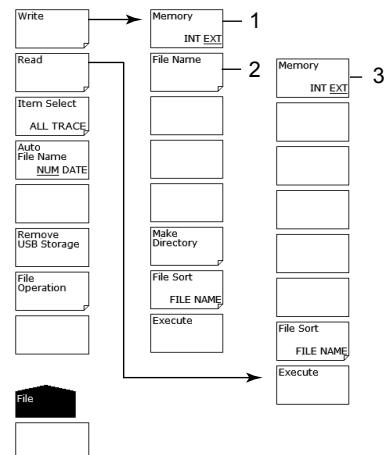 Write
Read
Item Select
ALL TRACE
Auto
File Name
NUM DATE
Remove
USB Storage
File
Operation
File
Memory
INT EXT
1
File Name
2
Make
Directory
File Sort
FILE NAME
Execute
Memory
INT EXT
3
File Sort
FILE NAME
Execute